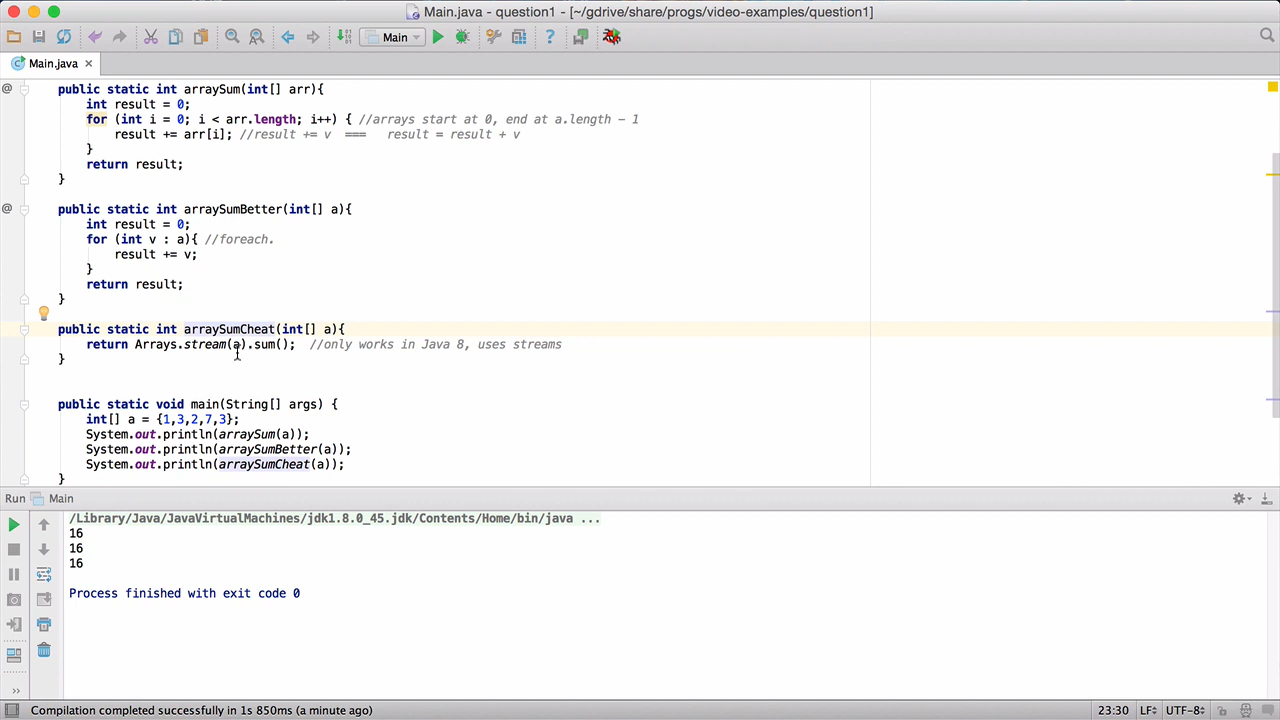 Main.java - question1 - [~/gdrive/share/progs/video-examples/question1]
Main
Main.java
public static int arraySum(int[] arr){
int result = 0;
for (int i = 0; i < arr.length; i++) { //arrays start at 0, end at a.length - 1
result += arr[i]; //result += v  ===   result = result + v
}
return result;
}
public static int arraySumBetter(int[] a){
int result = 0;
for (int v : a){ //foreach.
result += v;
}
return result;
}
public static int arraySumCheat(int[] a){
return Arrays.stream(a).sum();  //only works in Java 8, uses streams
}
public static void main(String[] args) {
int[] a = {1,3,2,7,3};
System.out.println(arraySum(a));
System.out.println(arraySumBetter(a));
System.out.println(arraySumCheat(a));
}
Run Main
/Library/Java/JavaVirtualMachines/jdk1.8.0_45.jdk/Contents/Home/bin/java ...
16
16
16
Process finished with exit code 0
Compilation completed successfully in 1s 850ms (a minute ago) 23:30 LF UTF-8